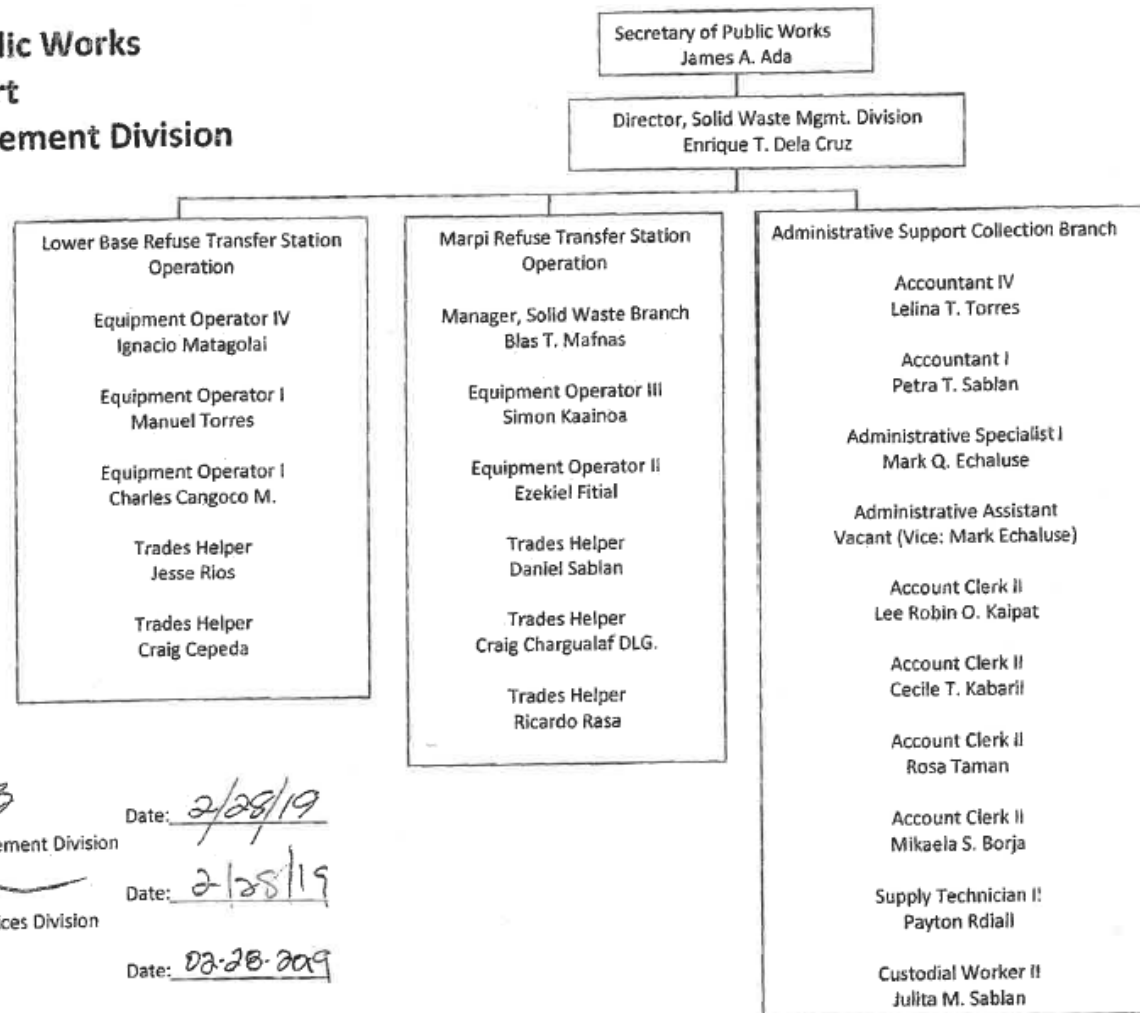 lic Works
rt
ement Division
Secretary of Public Works
James A. Ada
Director, Solid Waste Mgmt. Division
Enrique T. Dela Cruz
Lower Base Refuse Transfer Station
Operation
Equipment Operator IV
Ignacio Matagolai
Equipment Operator I
Manuel Torres
Equipment Operator I
Charles Cangoco M.
Trades Helper
Jesse Rios
Trades Helper
Craig Cepeda
Marpi Refuse Transfer Station
Operation
Manager, Solid Waste Branch
Blas T. Mafnas
Equipment Operator III
Simon Kaainoa
Equipment Operator II
Ezekiel Fitial
Trades Helper
Daniel Sablan
Trades Helper
Craig Chargualaf DLG.
Trades Helper
Ricardo Rasa
Administrative Support Collection Branch
Accountant IV
Lelina T. Torres
Accountant I
Petra T. Sablan
Administrative Specialist I
Mark Q. Echaluse
Administrative Assistant
Vacant (Vice: Mark Echaluse)
Account Clerk II
Lee Robin O. Kaipat
Account Clerk II
Cecile T. Kabaril
Account Clerk II
Rosa Taman
Account Clerk II
Mikaela S. Borja
Supply Technician II
Payton Rdiall
Custodial Worker II
Julita M. Sablan
Date: 2/28/19
ement Division
Date: 2/28/19
ices Division
Date: 02-28-2019